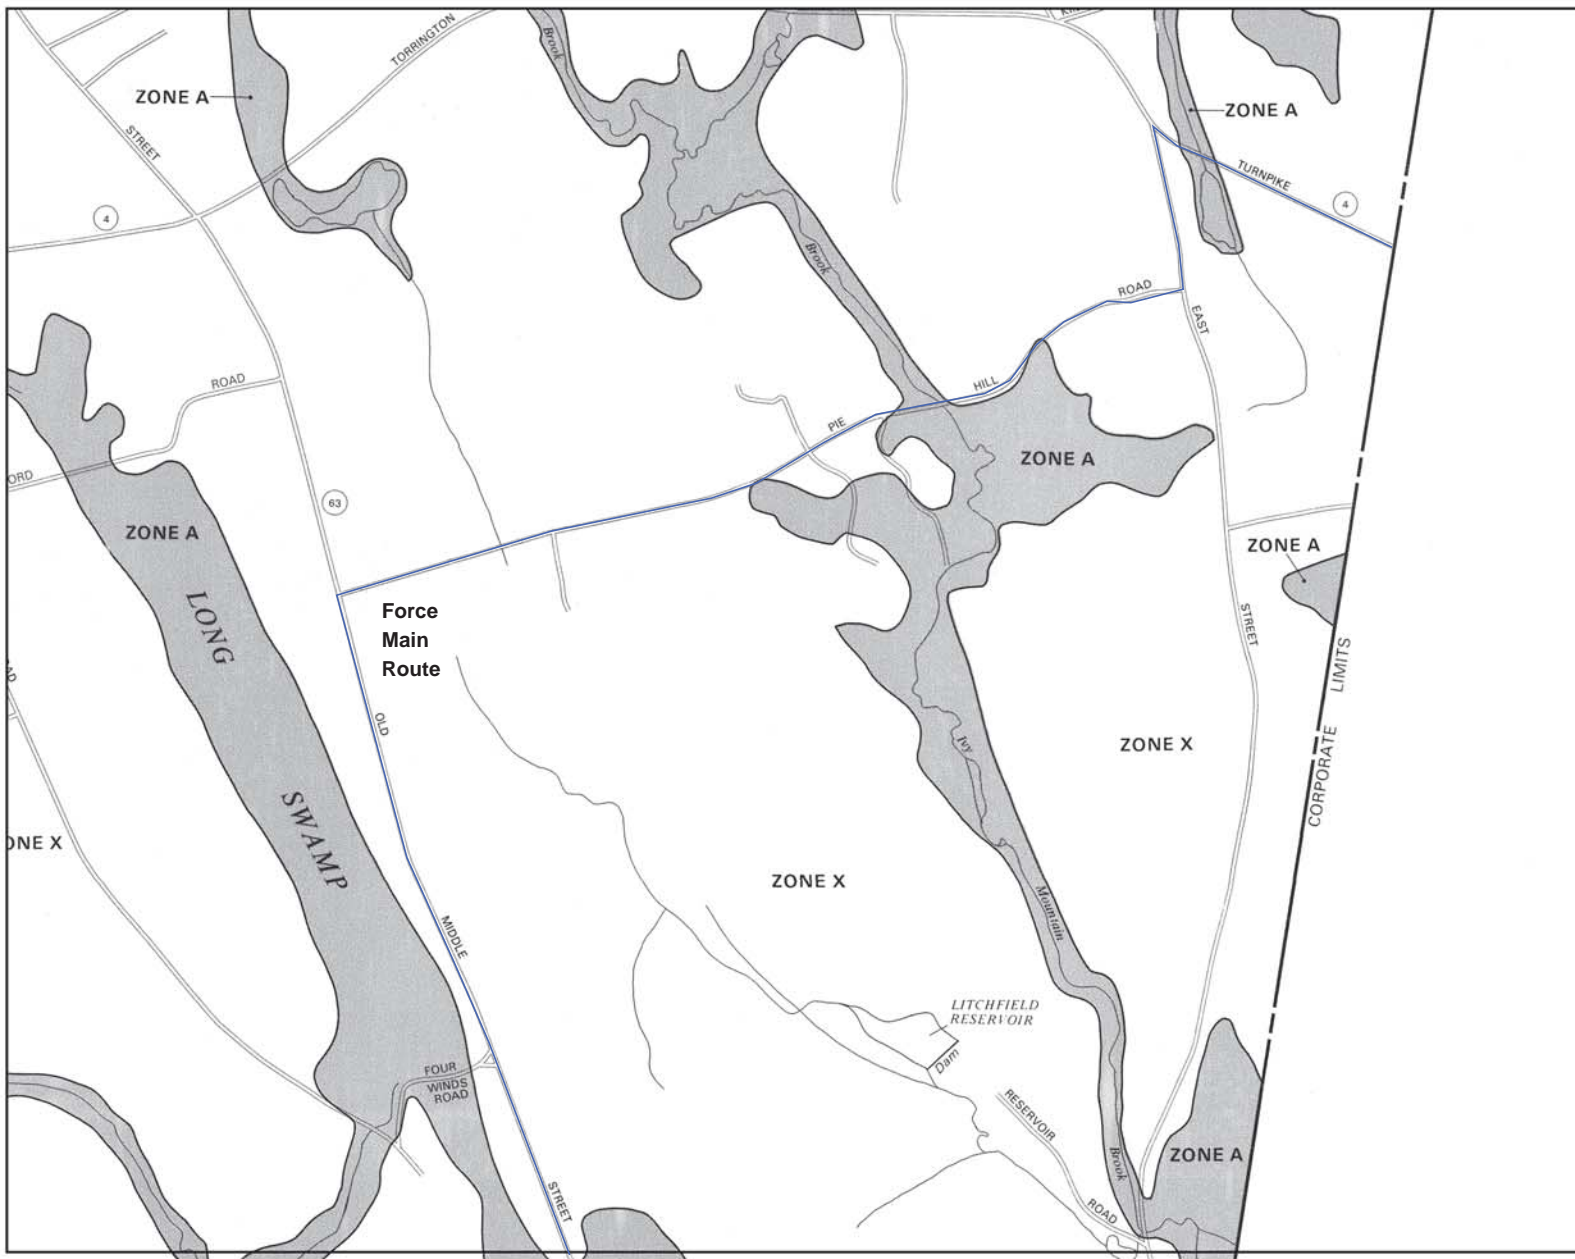 Brook
TORRINGTON
ZONE A
ZONE A
STREET
TURNPIKE
4
4
Brook
ROAD
EAST
ROAD
HILL
PIE
ZONE A
ORD
63
ZONE A
ZONE A
LONG
Force
Main
Route
STREET
LIMITS
OLD
Ivy
ZONE X
CORPORATE
SWAMP
ONE X
ZONE X
MIDDLE
Mountain
LITCHFIELD
RESERVOIR
Dam
FOUR
WINDS
ROAD
RESERVOIR
Brook
ZONE A
STREET
ROAD